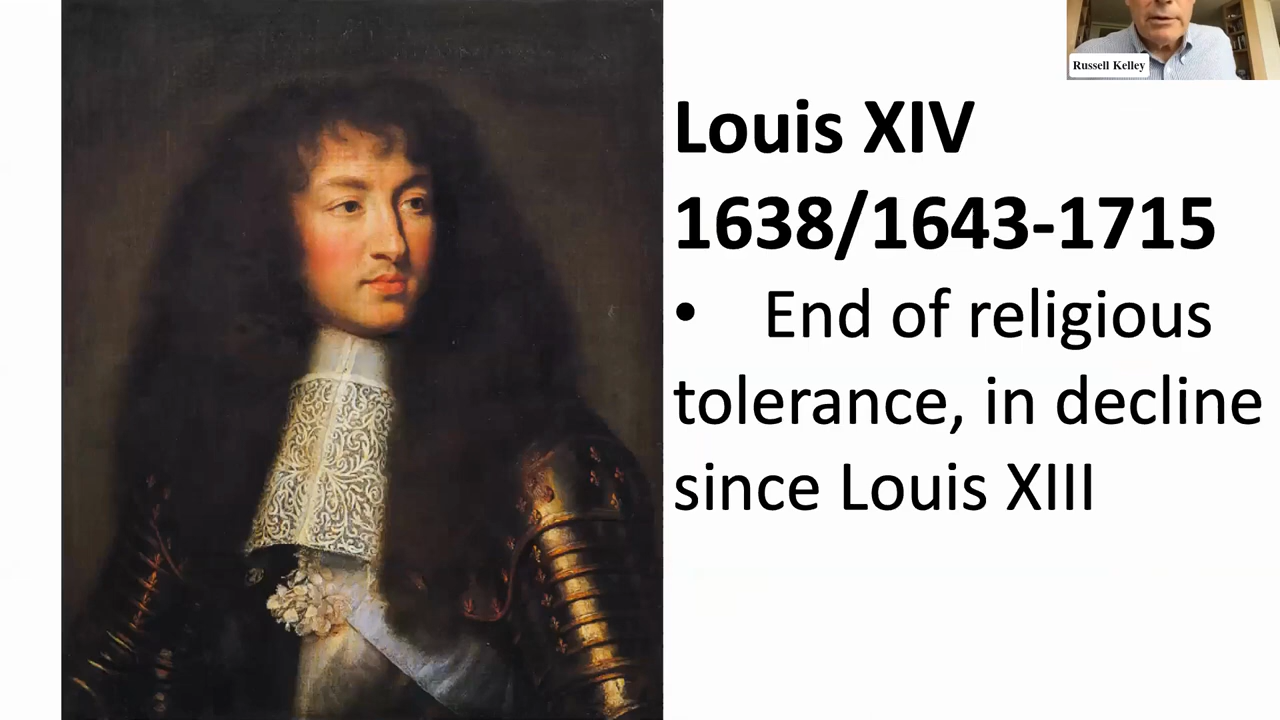 Russell Kelley
Louis XIV
1638/1643-1715
• End of religious
tolerance, in decline
since Louis XIII